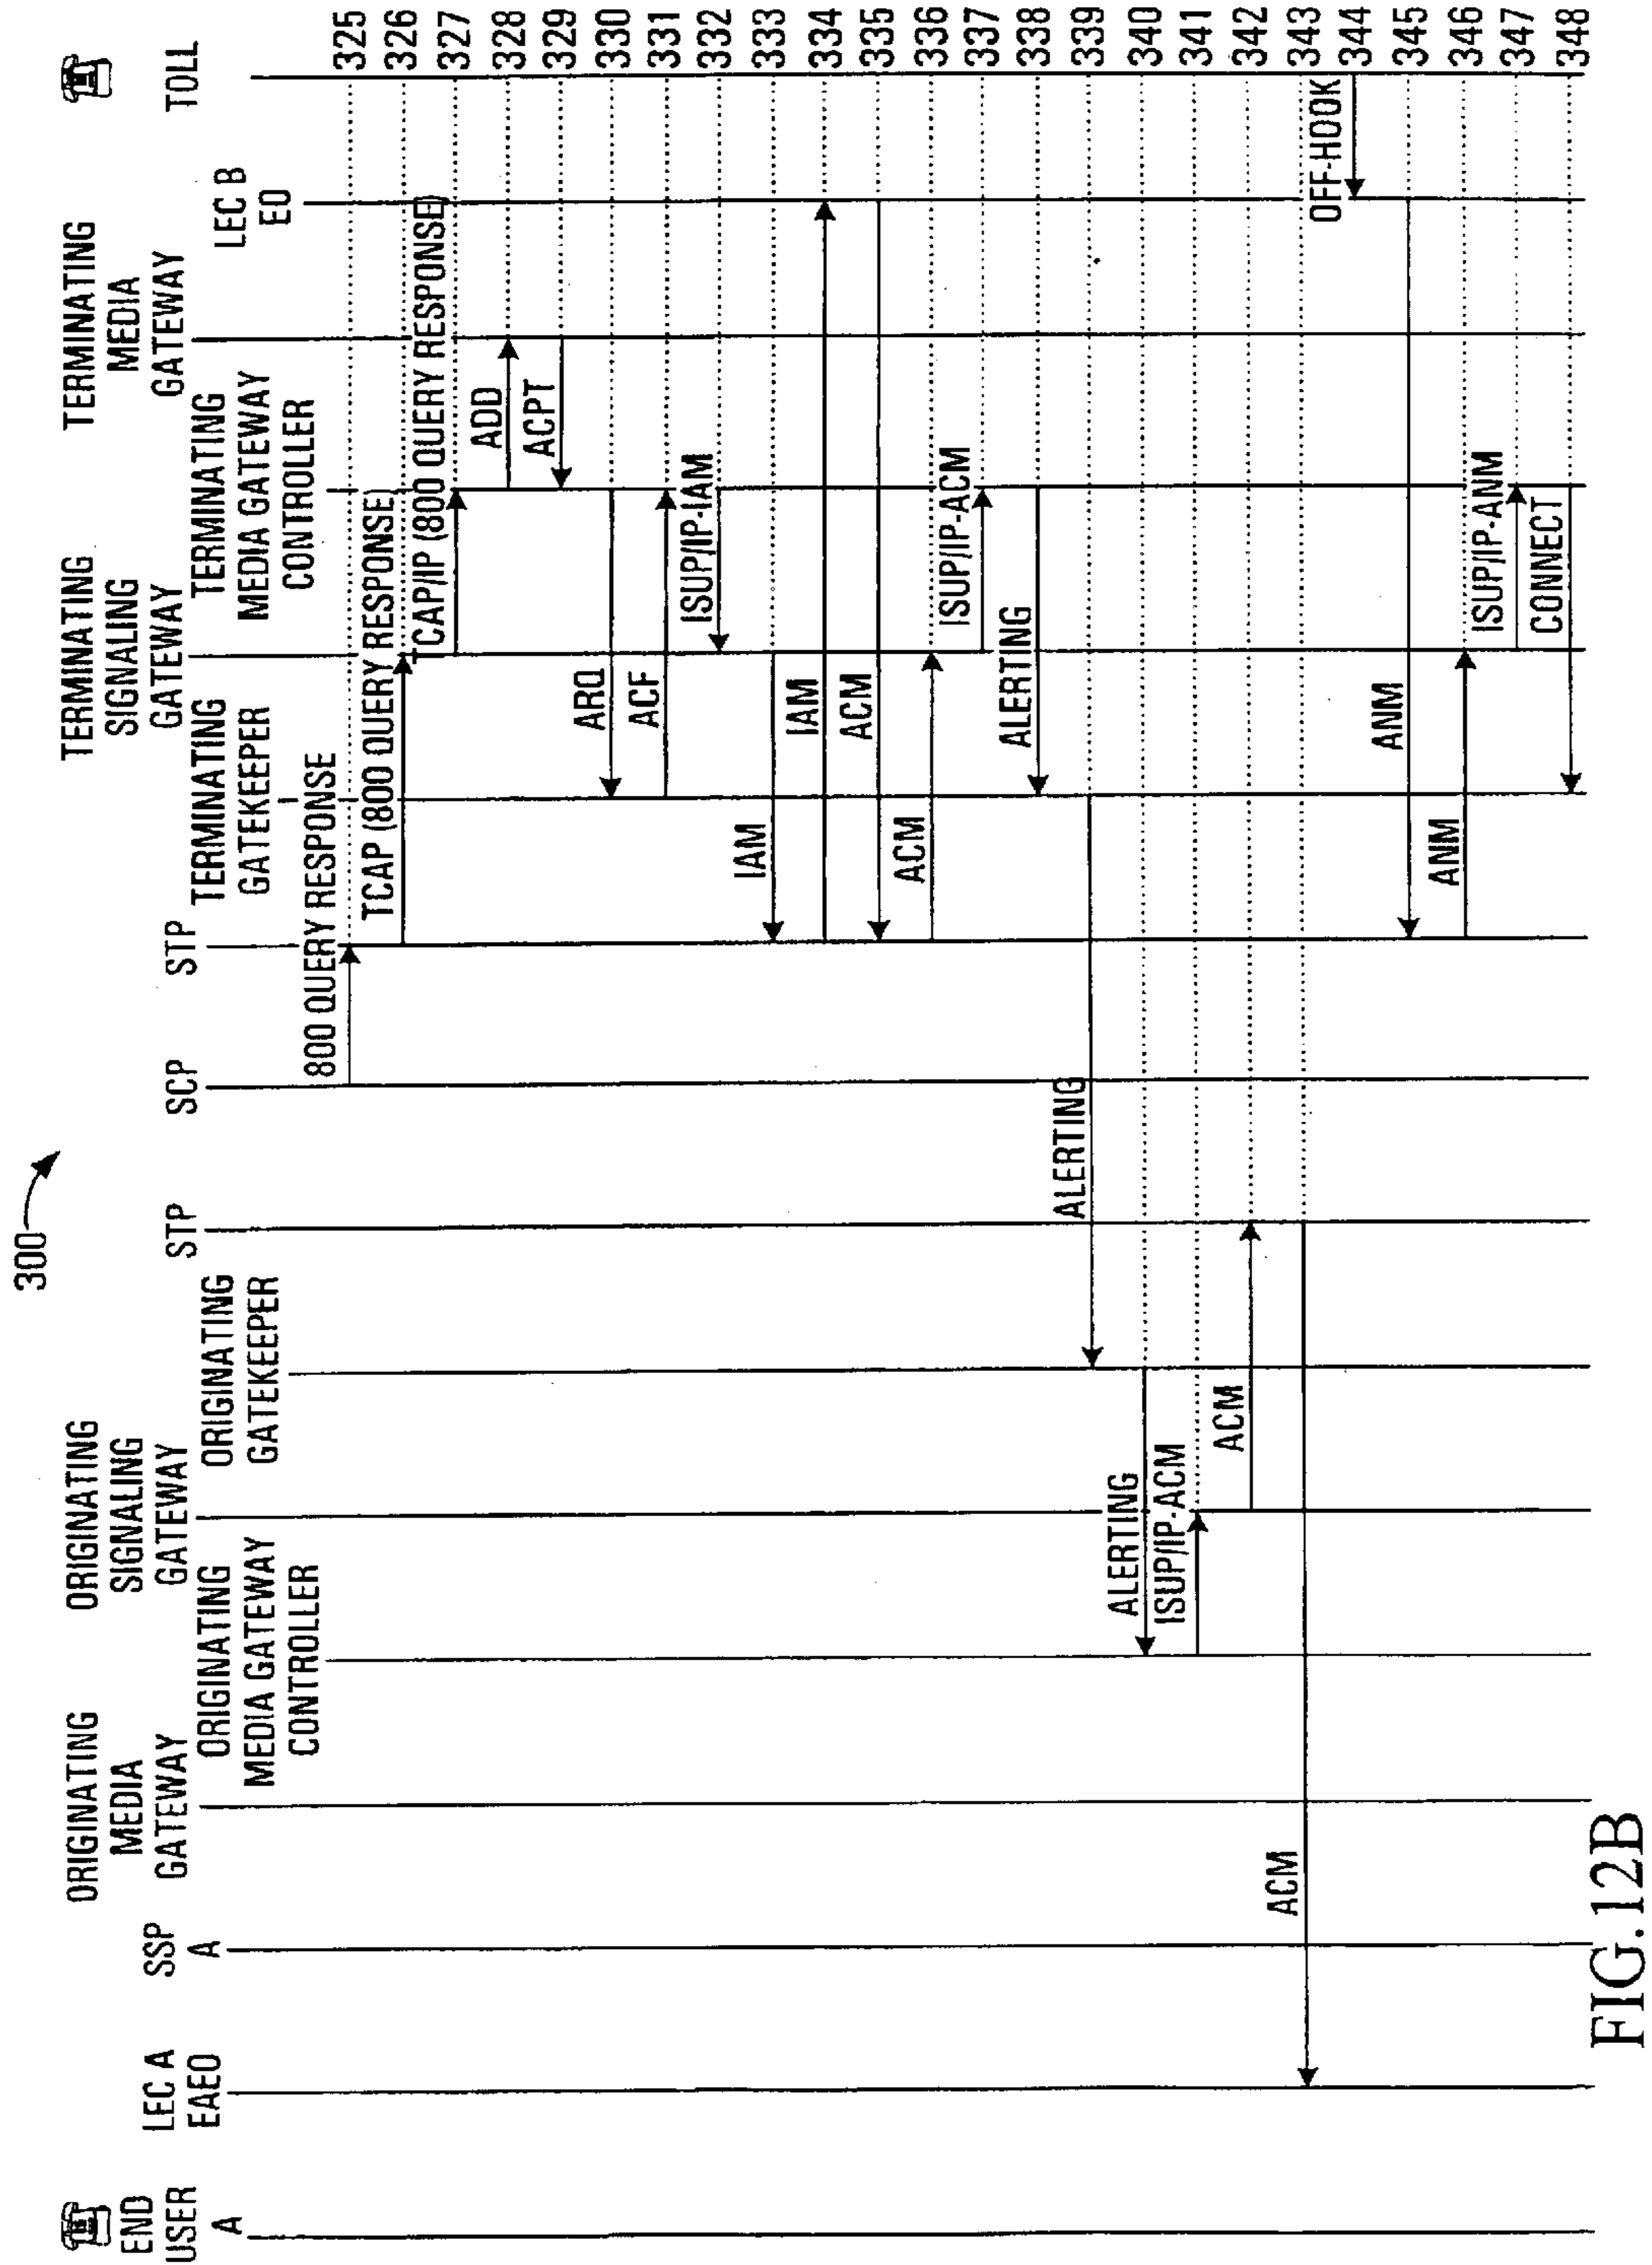 300
END
USER
A
LEC A
EAEO
SSP
A
ORIGINATING
MEDIA
GATEWAY
ORIGINATING
MEDIA GATEWAY
CONTROLLER
ORIGINATING
SIGNALING
GATEWAY
ORIGINATING
GATEKEEPER
STP
SCP
STP
TERMINATING
GATEKEEPER
TERMINATING
SIGNALING
GATEWAY
TERMINATING
MEDIA GATEWAY
CONTROLLER
TERMINATING
MEDIA
GATEWAY
LEC B
EO
TOLL
800 QUERY RESPONSE
325
TCAP (800 QUERY RESPONSE)
326
TCAP/IP (800 QUERY RESPONSE)
327
ADD
328
ACPT
329
ARQ
330
ACF
331
ISUP/IP-IAM
332
IAM
333
IAM
334
ACM
335
ACM
336
ISUP/IP-ACM
337
ALERTING
338
ALERTING
339
ALERTING
340
ISUP/IP-ACM
341
ACM
342
ACM
343
OFF-HOOK
344
ANM
345
ANM
346
ISUP/IP-ANM
347
CONNECT
348
FIG. 12B